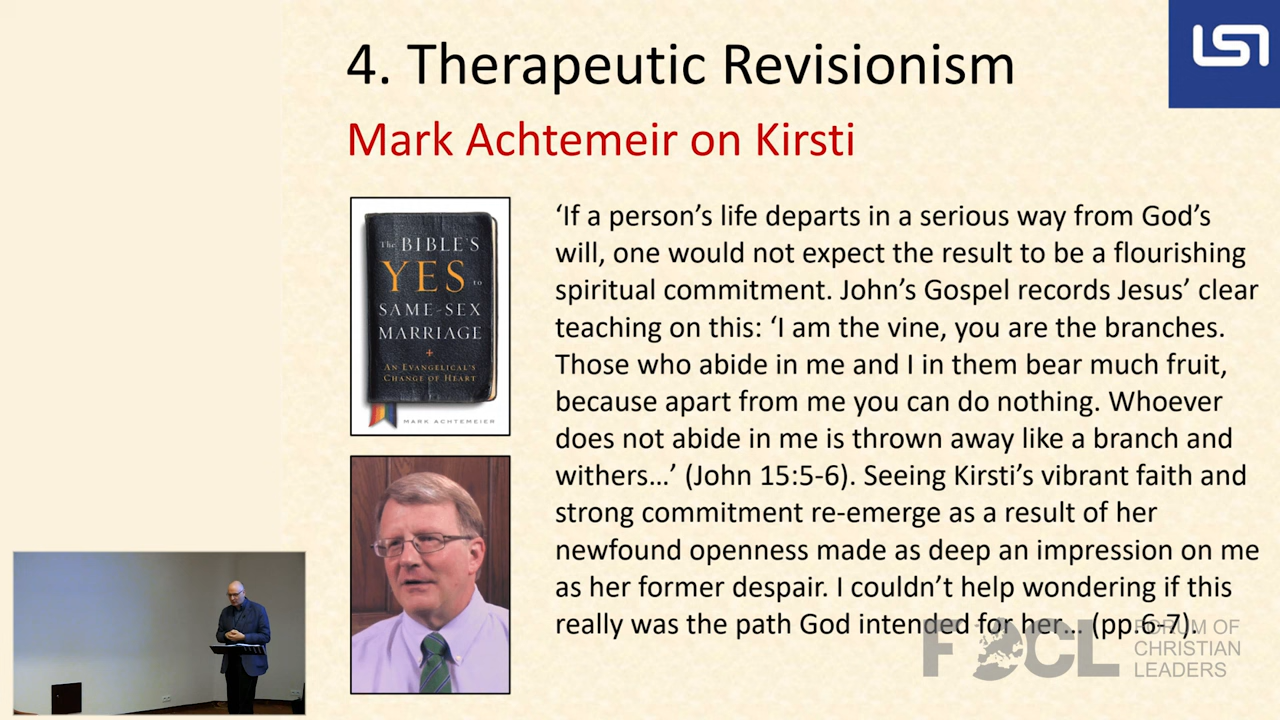 4. Therapeutic Revisionism
Mark Achtemeir on Kirsti
The BIBLE'S
YES TO
SAME-SEX
MARRIAGE
AN EVANGELICAL'S
CHANGE OF HEART
MARK ACHTEMEIER
‘If a person’s life departs in a serious way from God’s
will, one would not expect the result to be a flourishing
spiritual commitment. John’s Gospel records Jesus’ clear
teaching on this: ‘I am the vine, you are the branches.
Those who abide in me and I in them bear much fruit,
because apart from me you can do nothing. Whoever
does not abide in me is thrown away like a branch and
withers…’ (John 15:5-6). Seeing Kirsti’s vibrant faith and
strong commitment re-emerge as a result of her
newfound openness made as deep an impression on me
as her former despair. I couldn’t help wondering if this
really was the path God intended for her… (pp.6-7).
FOCL
FORUM OF
CHRISTIAN
LEADERS